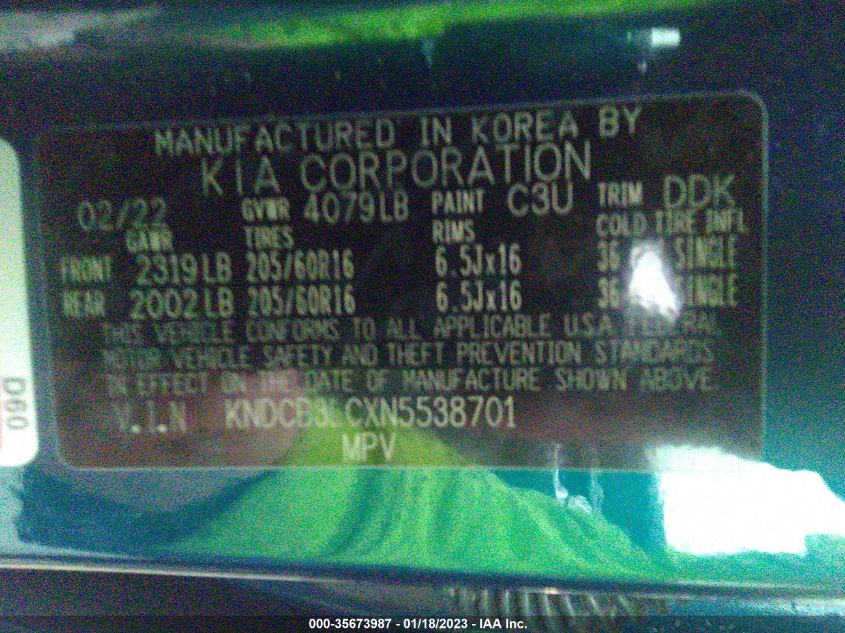 MANUFACTURED IN KOREA BY
KIA CORPORATION
02/22 GVWR 4079LB PAINT C3U TRIM DDK
GAWR TIRES RIMS COLD TIRE INFL
FRONT 2319LB 205/60R16 6.5Jx16 36 SINGLE
REAR 2002LB 205/60R16 6.5Jx16 36 SINGLE
THIS VEHICLE CONFORMS TO ALL APPLICABLE U.S.A. FEDERAL
MOTOR VEHICLE SAFETY AND THEFT PREVENTION STANDARDS
IN EFFECT ON THE DATE OF MANUFACTURE SHOWN ABOVE.
V.I.N KNDCB3LCXN5538701
MPV
D60
000-35673987 - 01/18/2023 - IAA Inc.